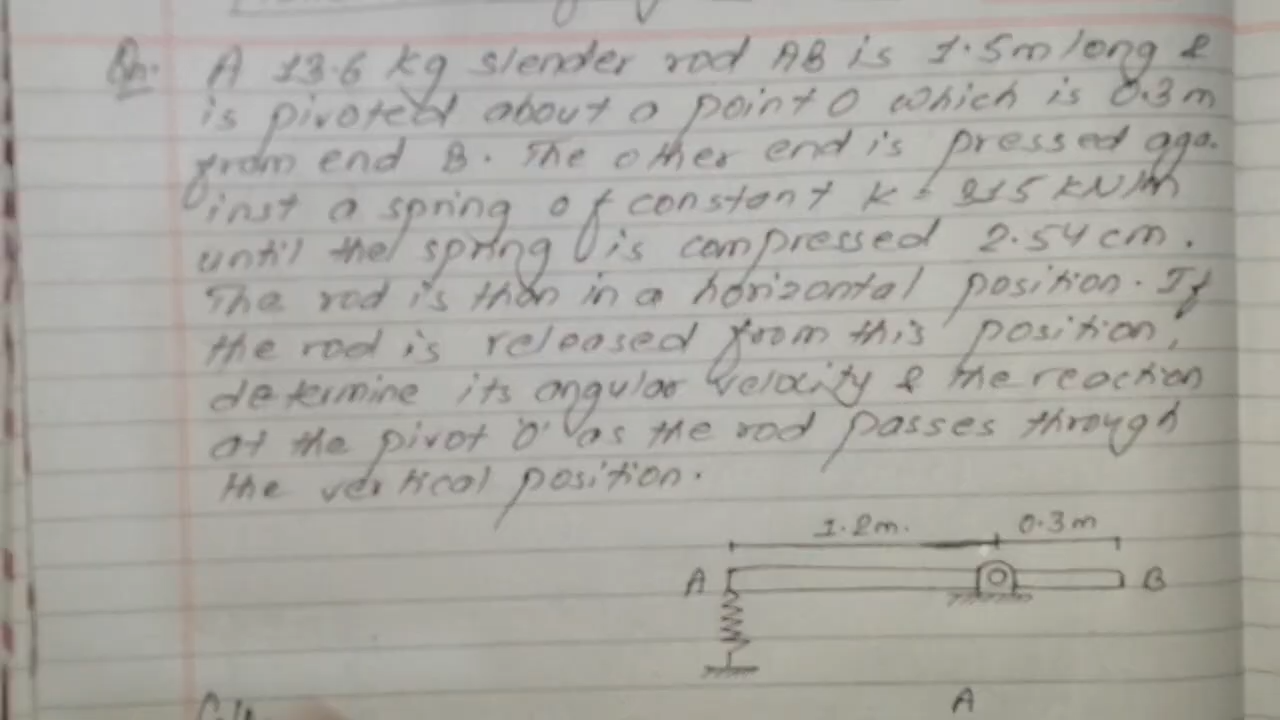 Qn. A 13.6 kg slender rod AB is 1.5m long &
is pivoted about a point O which is 0.3m
from end B. The other end is pressed aga-
inst a spring of constant K = 315 kN/m
until the spring is compressed 2.54 cm.
The rod is than in a horizontal position. If
the rod is released from this position,
determine its angular velocity & the reaction
at the pivot 'O' as the rod passes through
the vertical position.
1.2m. 0.3m
A B
A